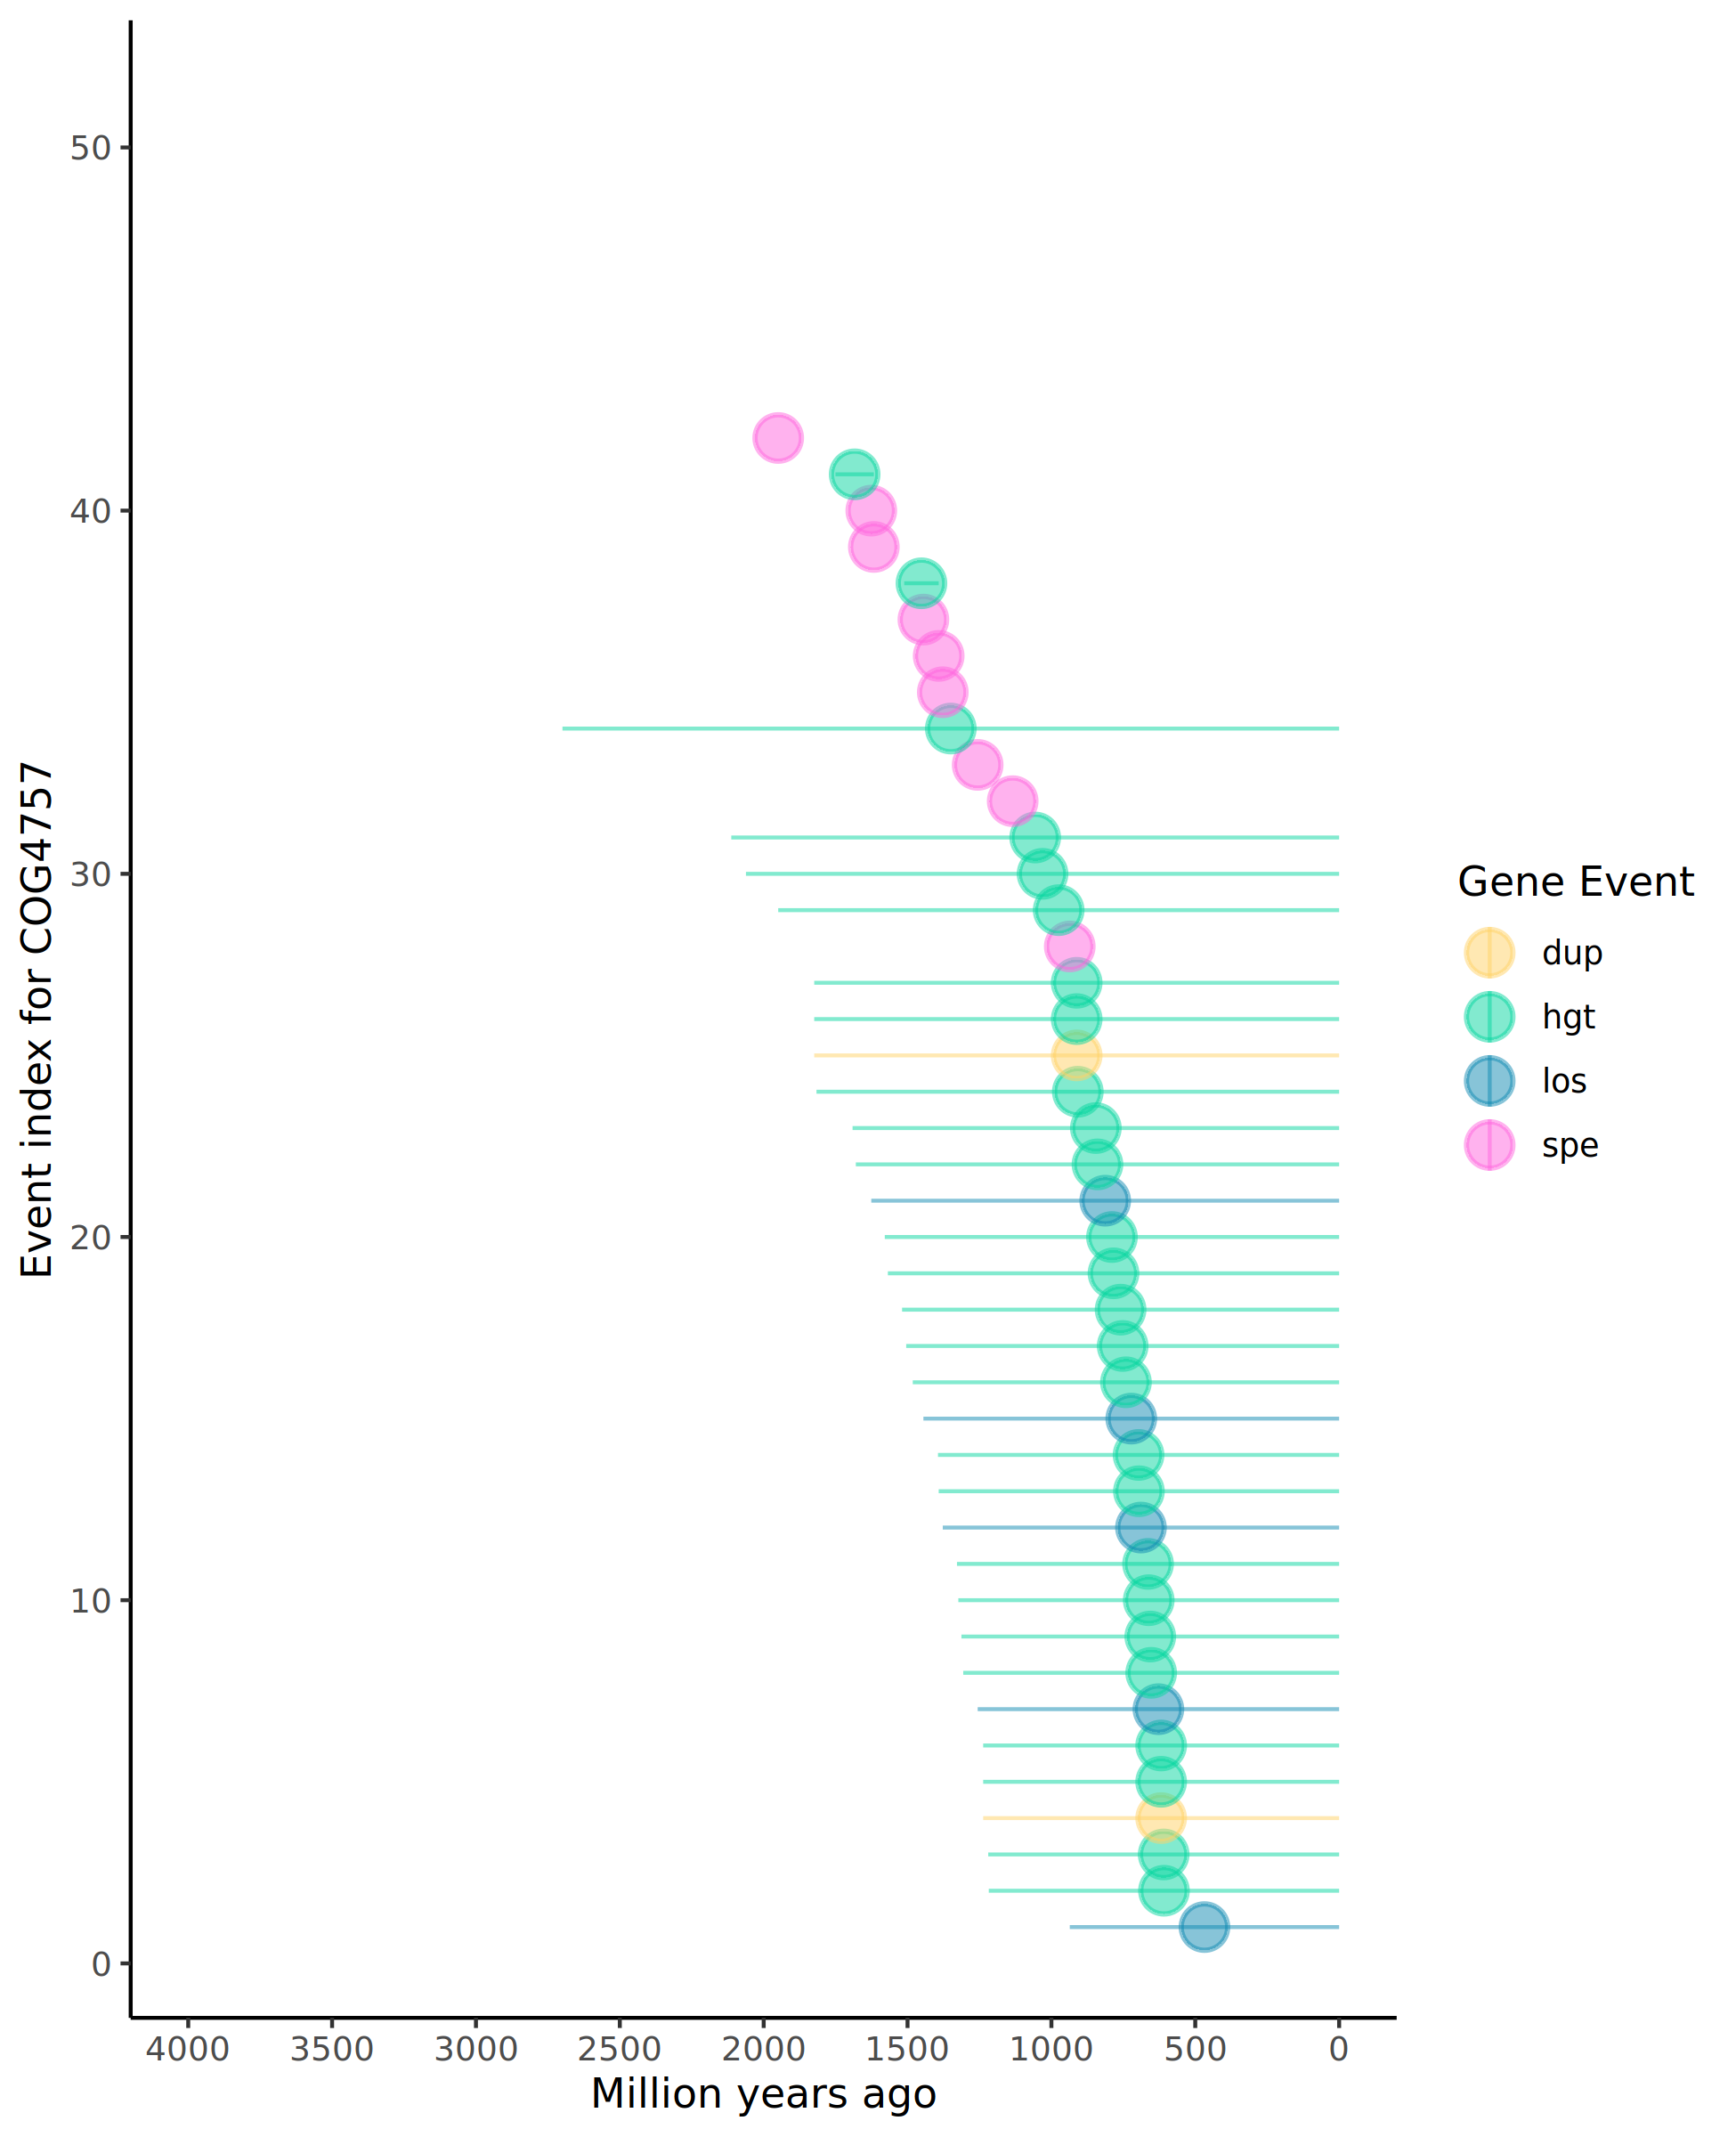 50
40
30
20
10
0
Event index for COG4757
4000 3500 3000 2500 2000 1500 1000 500 0
Million years ago
Gene Event
dup
hgt
los
spe